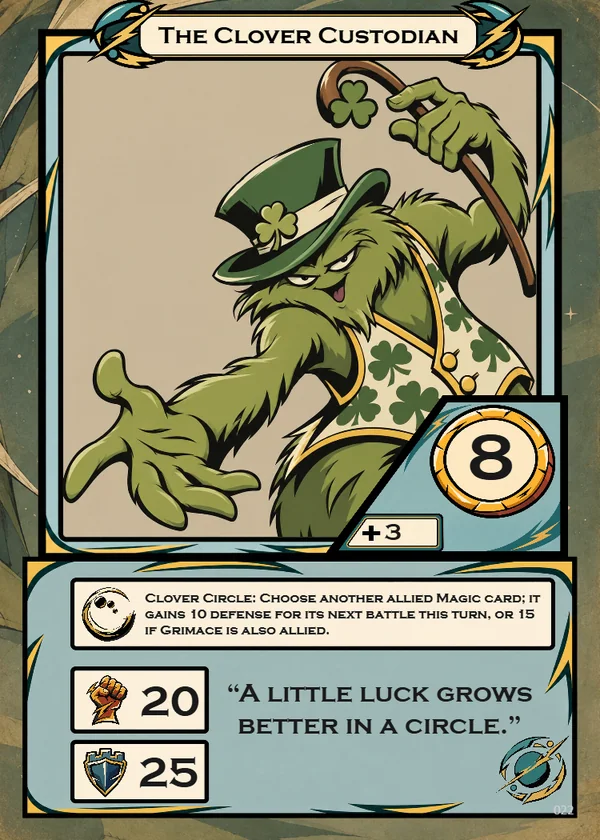 The Clover Custodian
8
+3
Clover Circle: Choose another allied Magic card; it
gains 10 defense for its next battle this turn, or 15
if Grimace is also allied.
20
“A little luck grows
better in a circle.”
25
022